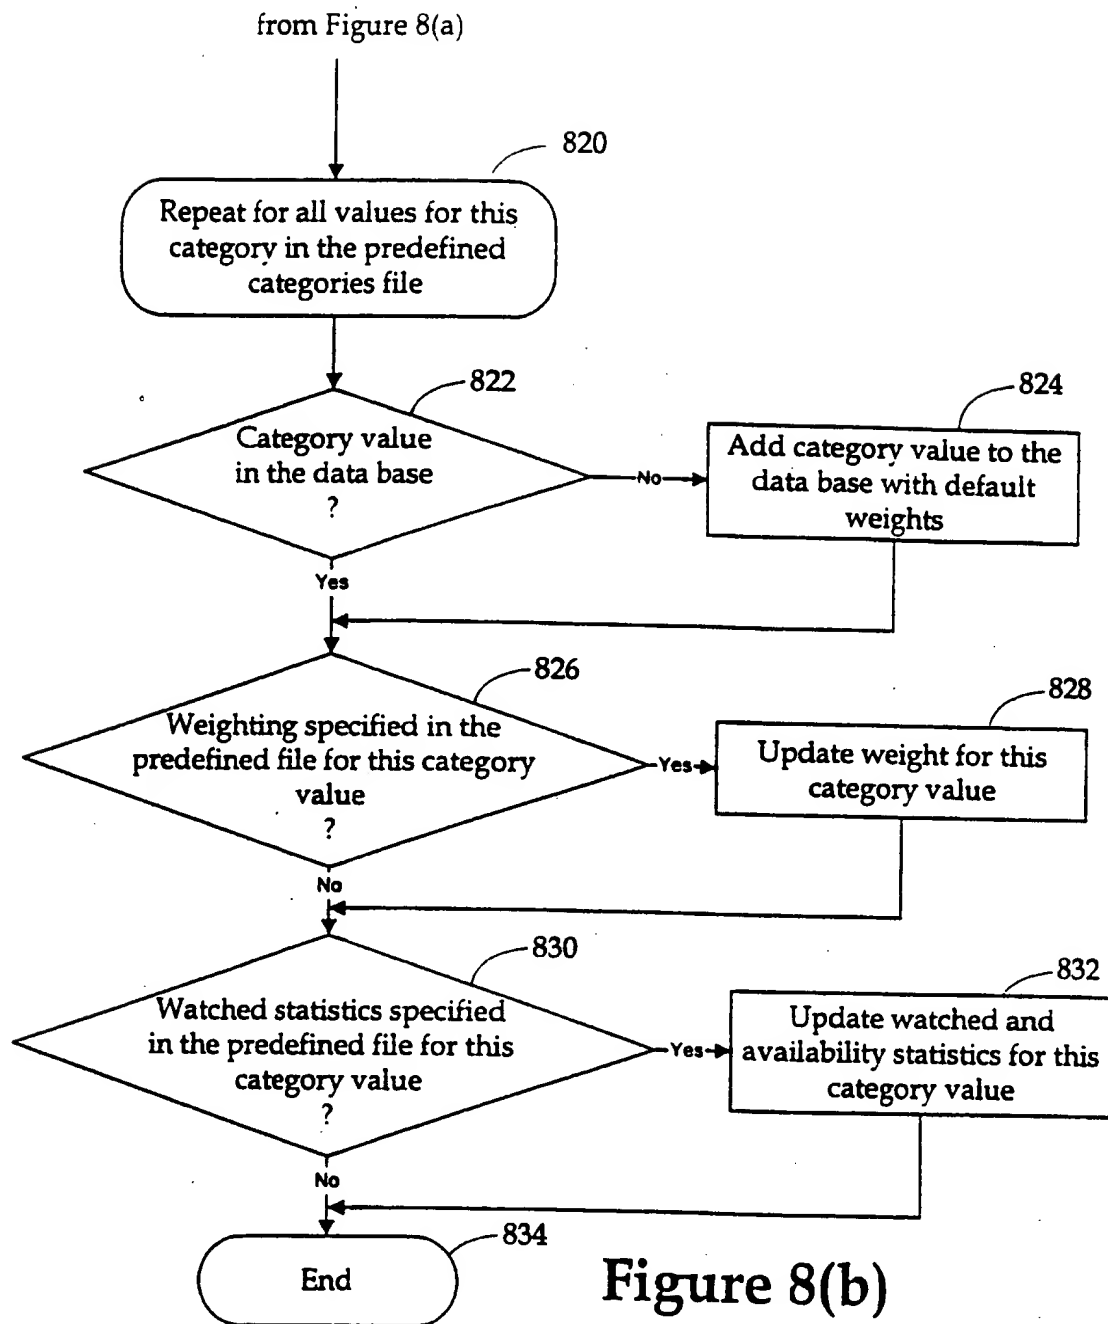 from Figure 8(a)
820
Repeat for all values for this
category in the predefined
categories file
822
Category value
in the data base
?
No
824
Add category value to the
data base with default
weights
Yes
826
Weighting specified in the
predefined file for this category
value
?
Yes
828
Update weight for this
category value
No
830
Watched statistics specified
in the predefined file for this
category value
?
Yes
832
Update watched and
availability statistics for this
category value
No
834
End
Figure 8(b)